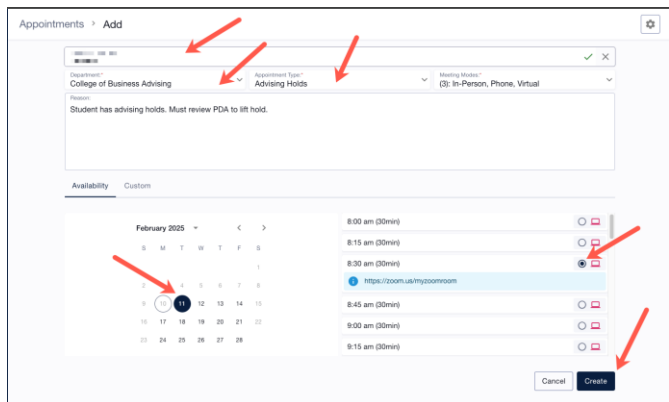 Appointments > Add
Department:*
College of Business Advising
Appointment Type:*
Advising Holds
Meeting Modes:*
(3): In-Person, Phone, Virtual
Reason
Student has advising holds. Must review PDA to lift hold.
Availability Custom
February 2025
S M T W T F S
1
2 4 5 6 7 8
9 10 11 12 13 14 15
16 17 18 19 20 21 22
23 24 25 26 27 28
8:00 am (30min)
8:15 am (30min)
8:30 am (30min)
https://zoom.us/myzoomroom
8:45 am (30min)
9:00 am (30min)
9:15 am (30min)
Cancel Create